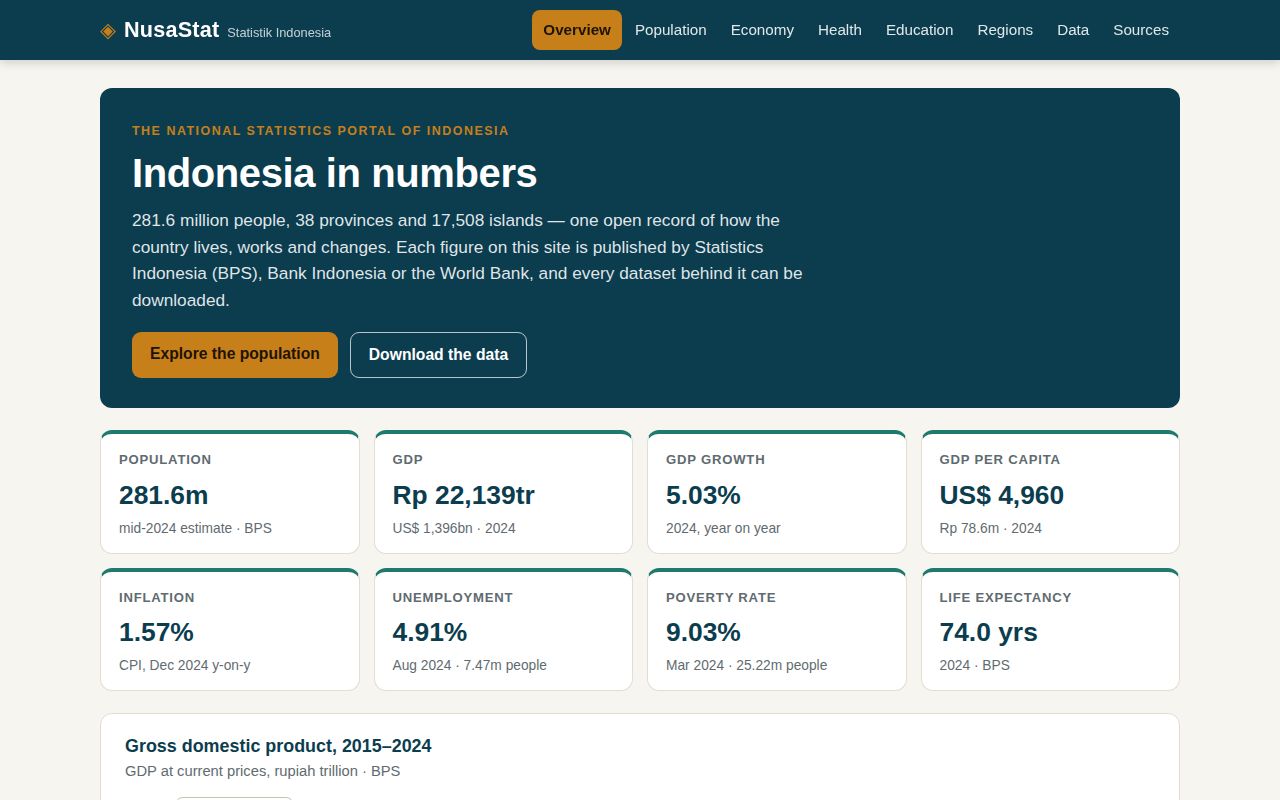 ◈ NusaStat Statistik Indonesia
Overview Population Economy Health Education Regions Data Sources
THE NATIONAL STATISTICS PORTAL OF INDONESIA
Indonesia in numbers
281.6 million people, 38 provinces and 17,508 islands — one open record of how the
country lives, works and changes. Each figure on this site is published by Statistics
Indonesia (BPS), Bank Indonesia or the World Bank, and every dataset behind it can be
downloaded.
Explore the population Download the data
POPULATION
281.6m
mid-2024 estimate · BPS
GDP
Rp 22,139tr
US$ 1,396bn · 2024
GDP GROWTH
5.03%
2024, year on year
GDP PER CAPITA
US$ 4,960
Rp 78.6m · 2024
INFLATION
1.57%
CPI, Dec 2024 y-on-y
UNEMPLOYMENT
4.91%
Aug 2024 · 7.47m people
POVERTY RATE
9.03%
Mar 2024 · 25.22m people
LIFE EXPECTANCY
74.0 yrs
2024 · BPS
Gross domestic product, 2015–2024
GDP at current prices, rupiah trillion · BPS